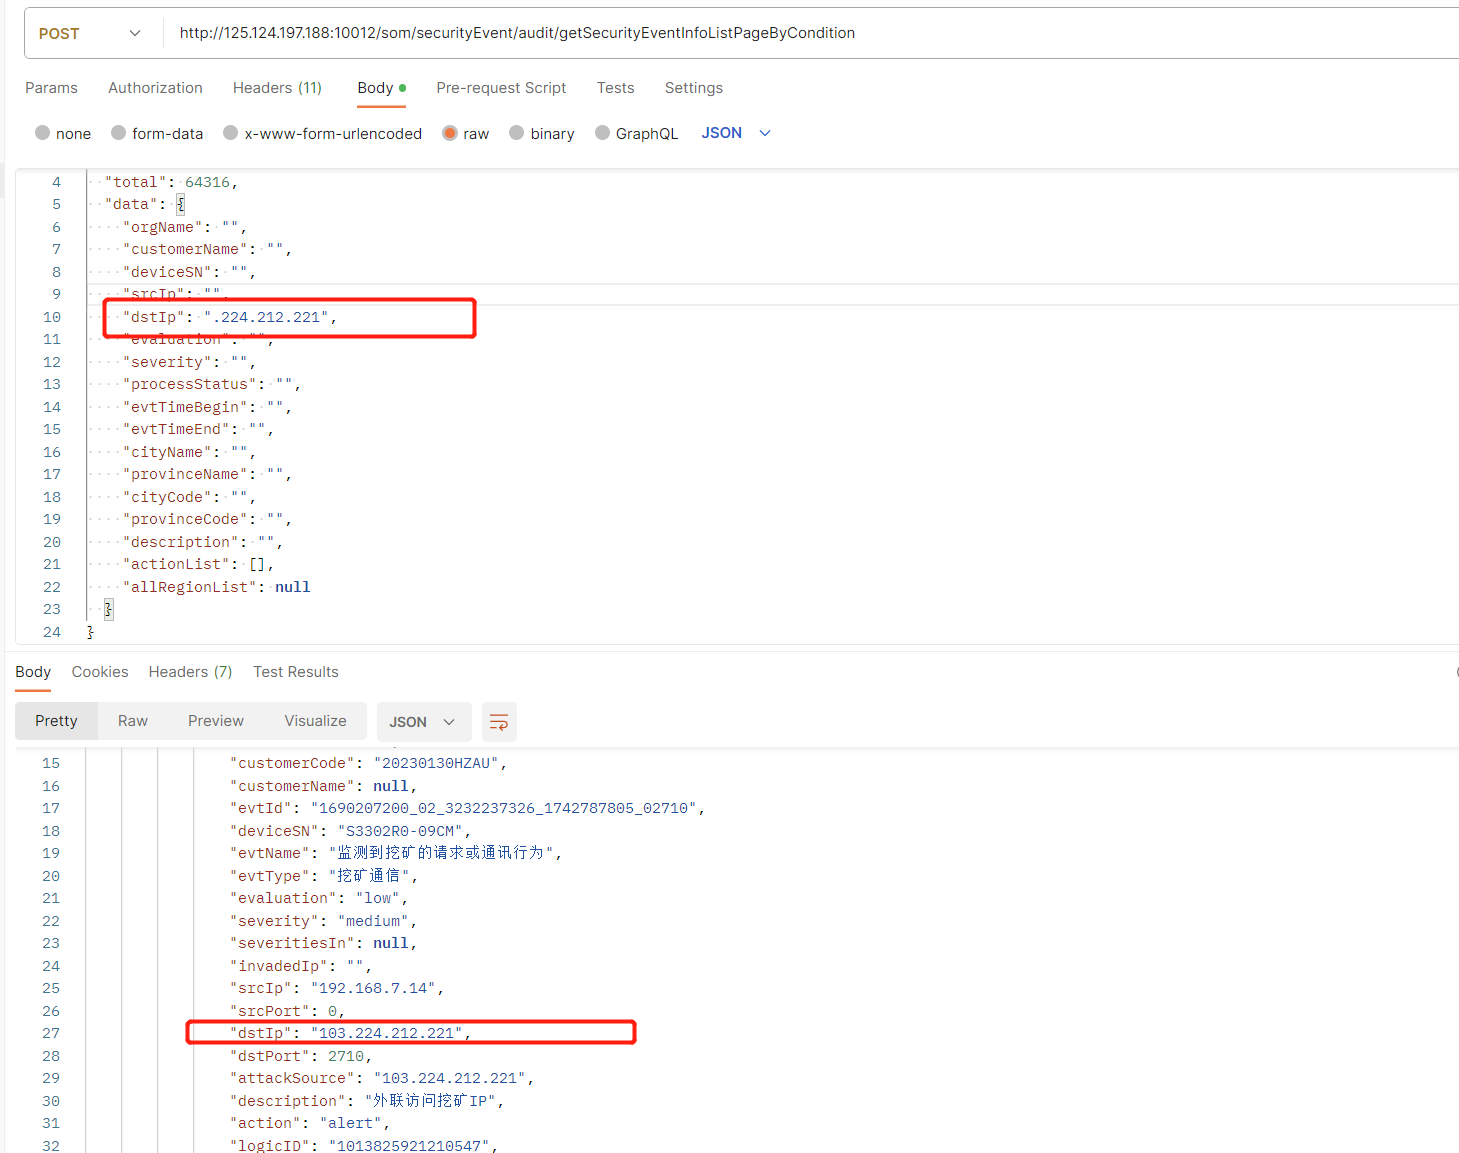 POST
http://125.124.197.188:10012/som/securityEvent/audit/getSecurityEventInfoListPageByCondition
Params Authorization Headers (11) Body Pre-request Script Tests Settings
none form-data x-www-form-urlencoded raw binary GraphQL JSON
4 "total": 64316,
5 "data": {
6 "orgName": "",
7 "customerName": "",
8 "deviceSN": "",
9 "srcIp": "",
10 "dstIp": ".224.212.221",
11 "evaluation": "",
12 "severity": "",
13 "processStatus": "",
14 "evtTimeBegin": "",
15 "evtTimeEnd": "",
16 "cityName": "",
17 "provinceName": "",
18 "cityCode": "",
19 "provinceCode": "",
20 "description": "",
21 "actionList": [],
22 "allRegionList": null
23 }
24 }
Body Cookies Headers (7) Test Results
Pretty Raw Preview Visualize JSON
15 "customerCode": "20230130HZAU",
16 "customerName": null,
17 "evtId": "1690207200_02_3232237326_1742787805_02710",
18 "deviceSN": "S3302R0-09CM",
19 "evtName": "监测到挖矿的请求或通讯行为",
20 "evtType": "挖矿通信",
21 "evaluation": "low",
22 "severity": "medium",
23 "severitiesIn": null,
24 "invadedIp": "",
25 "srcIp": "192.168.7.14",
26 "srcPort": 0,
27 "dstIp": "103.224.212.221",
28 "dstPort": 2710,
29 "attackSource": "103.224.212.221",
30 "description": "外联访问挖矿IP",
31 "action": "alert",
32 "logicID": "1013825921210547",